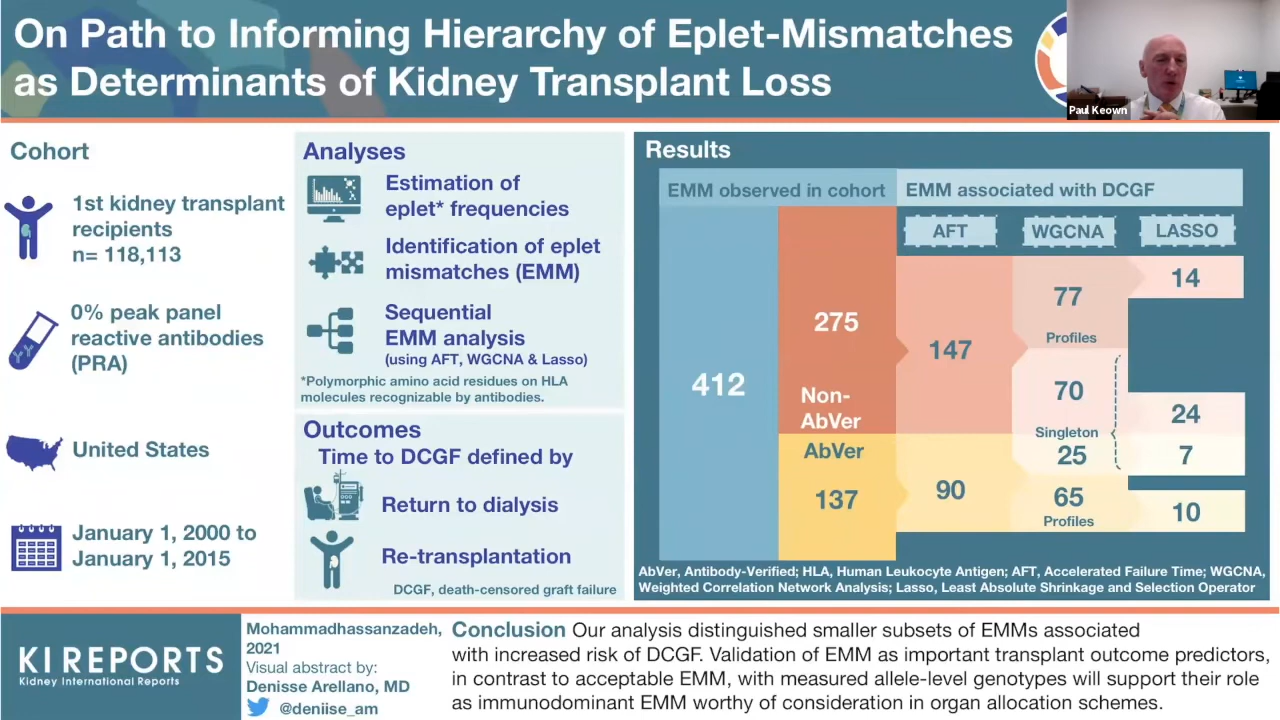 On Path to Informing Hierarchy of Eplet-Mismatches
as Determinants of Kidney Transplant Loss
Paul Keown
Cohort
1st kidney transplant
recipients
n= 118,113
0% peak panel
reactive antibodies
(PRA)
United States
January 1, 2000 to
January 1, 2015
Analyses
Estimation of
eplet* frequencies
Identification of eplet
mismatches (EMM)
Sequential
EMM analysis
(using AFT, WGCNA & Lasso)
*Polymorphic amino acid residues on HLA
molecules recognizable by antibodies.
Outcomes
Time to DCGF defined by
Return to dialysis
Re-transplantation
DCGF, death-censored graft failure
Results
EMM observed in cohort
EMM associated with DCGF
AFT
WGCNA
LASSO
412
275
Non-
AbVer
AbVer
137
147
90
77
Profiles
70
Singleton
25
65
Profiles
14
24
7
10
AbVer, Antibody-Verified; HLA, Human Leukocyte Antigen; AFT, Accelerated Failure Time; WGCNA,
Weighted Correlation Network Analysis; Lasso, Least Absolute Shrinkage and Selection Operator
KI REPORTS
Kidney International Reports
Mohammadhassanzadeh,
2021
Visual abstract by:
Denisse Arellano, MD
@deniise_am
Conclusion Our analysis distinguished smaller subsets of EMMs associated
with increased risk of DCGF. Validation of EMM as important transplant outcome predictors,
in contrast to acceptable EMM, with measured allele-level genotypes will support their role
as immunodominant EMM worthy of consideration in organ allocation schemes.